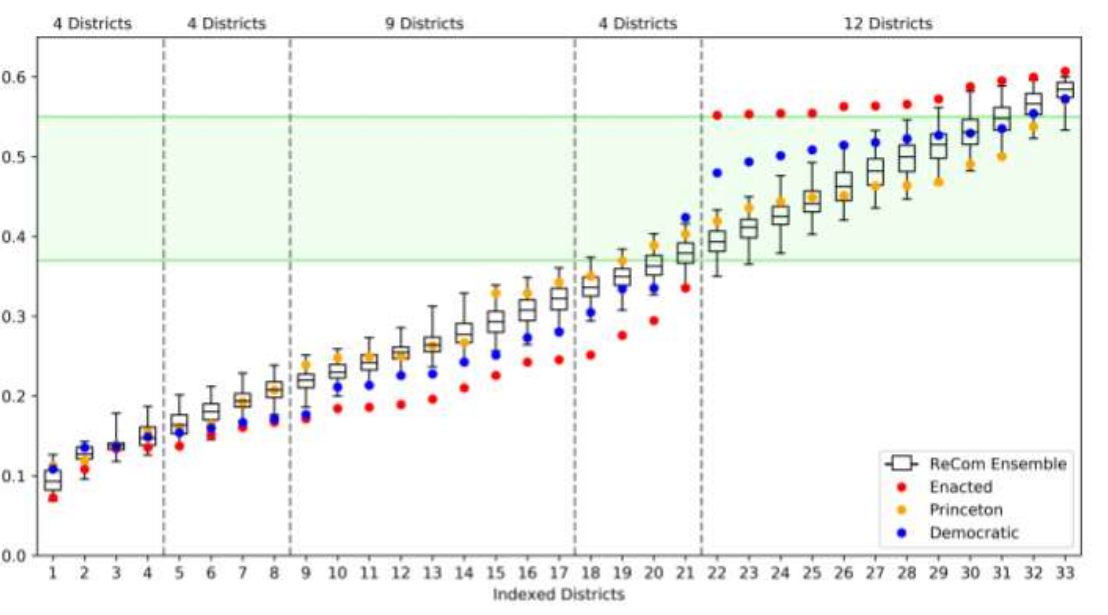 4 Districts 4 Districts 9 Districts 4 Districts 12 Districts
0.6
0.5
0.4
0.3
0.2
0.1
0.0
ReCom Ensemble
Enacted
Princeton
Democratic
1 2 3 4 5 6 7 8 9 10 11 12 13 14 15 16 17 18 19 20 21 22 23 24 25 26 27 28 29 30 31 32 33
Indexed Districts